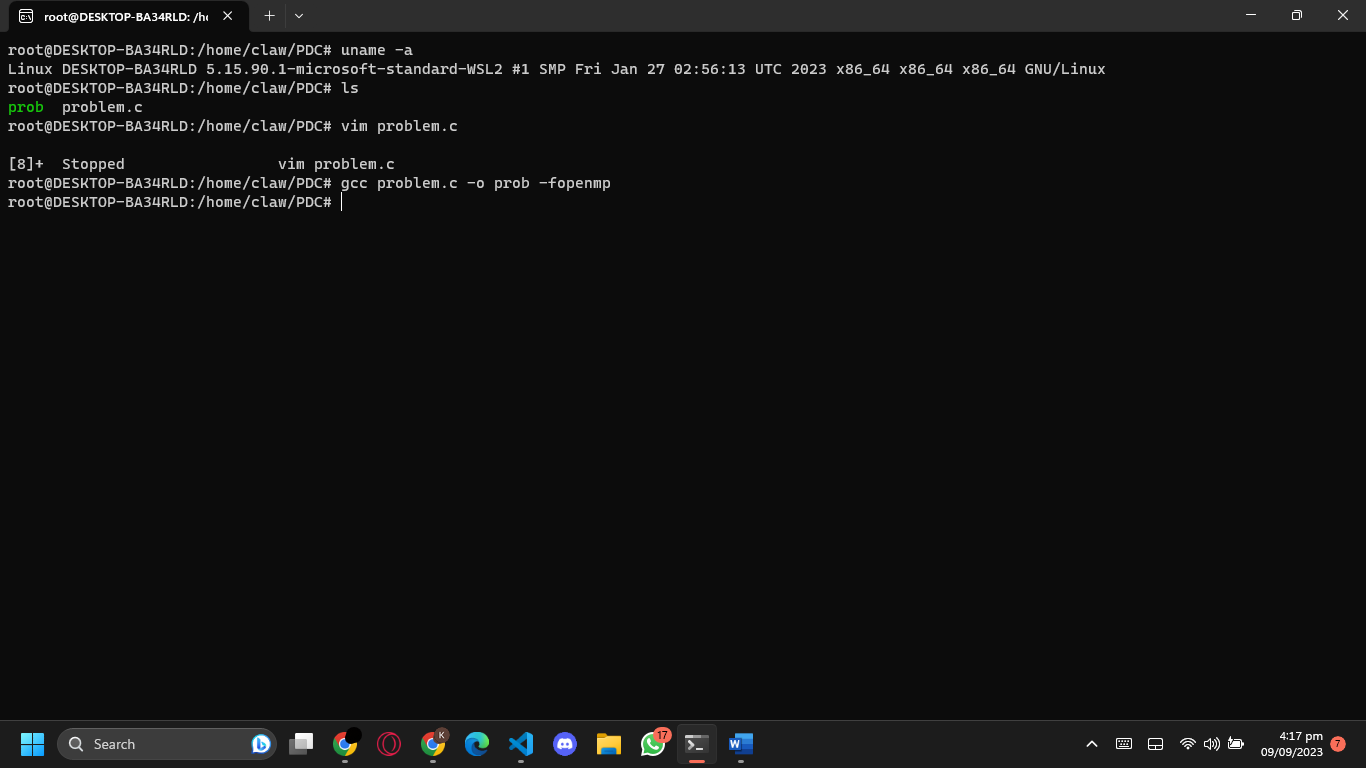 root@DESKTOP-BA34RLD: /h
root@DESKTOP-BA34RLD:/home/claw/PDC# uname -a
Linux DESKTOP-BA34RLD 5.15.90.1-microsoft-standard-WSL2 #1 SMP Fri Jan 27 02:56:13 UTC 2023 x86_64 x86_64 x86_64 GNU/Linux
root@DESKTOP-BA34RLD:/home/claw/PDC# ls
prob  problem.c
root@DESKTOP-BA34RLD:/home/claw/PDC# vim problem.c
[8]+  Stopped                 vim problem.c
root@DESKTOP-BA34RLD:/home/claw/PDC# gcc problem.c -o prob -fopenmp
root@DESKTOP-BA34RLD:/home/claw/PDC#
Search
K
17
W
4:17 pm
09/09/2023
7